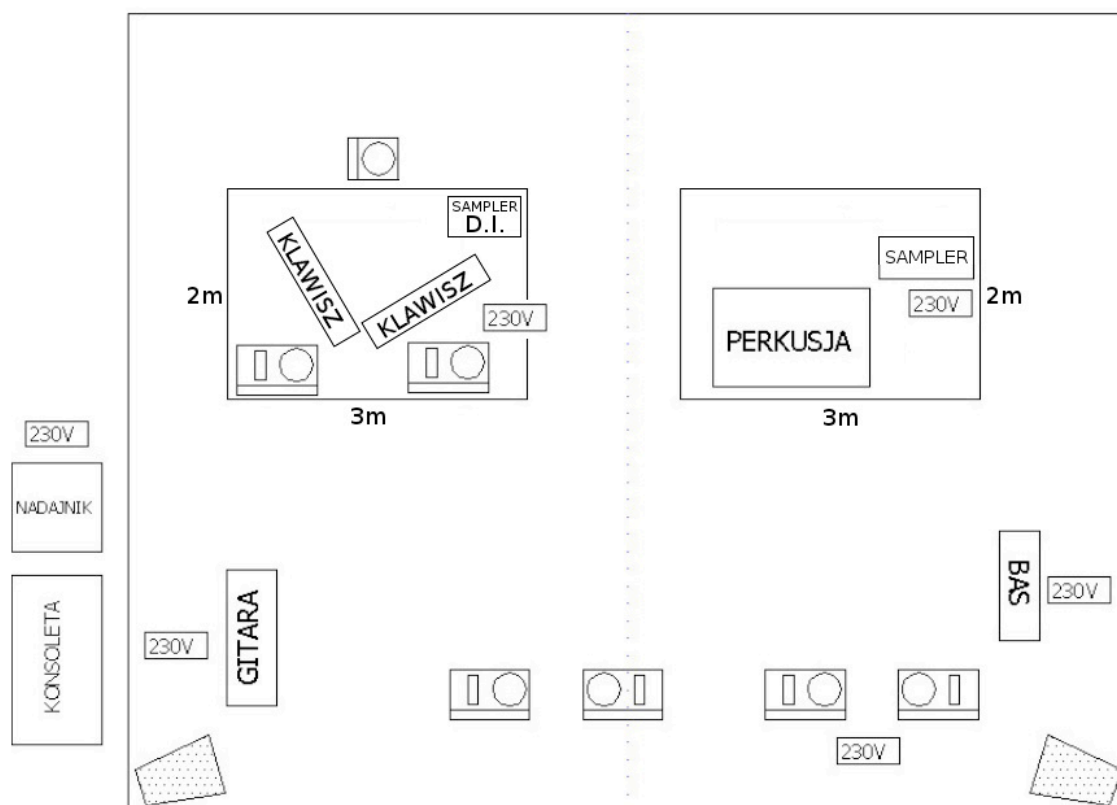 SAMPLER
D.I.
KLAWISZ
KLAWISZ
230V
2m
3m
SAMPLER
230V
PERKUSJA
2m
3m
230V
NADAJNIK
KONSOLETA
230V
GITARA
BAS
230V
230V